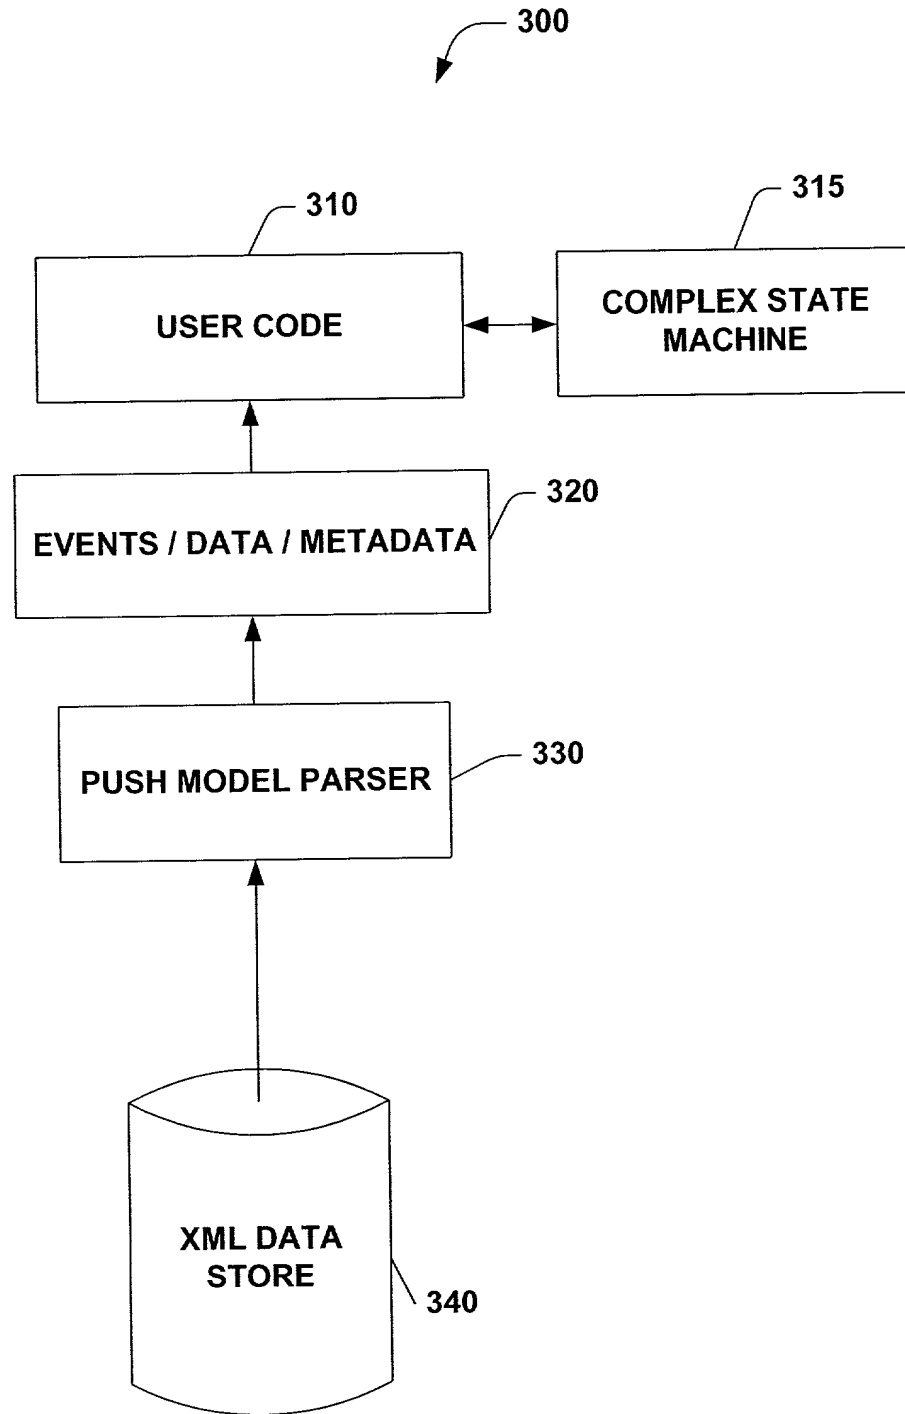 300
310
315
USER CODE
COMPLEX STATE
MACHINE
320
EVENTS / DATA / METADATA
330
PUSH MODEL PARSER
XML DATA
STORE
340